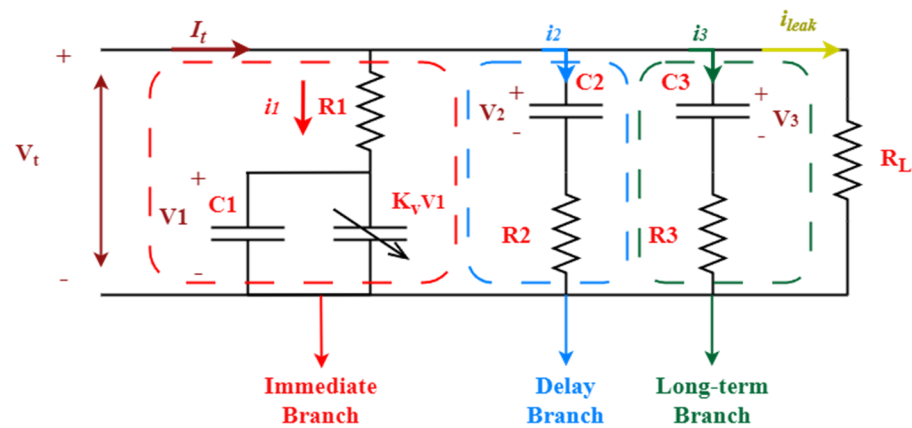 + It i2 i3 ileak
i1 R1 + C2 C3 +
V2 - - V3
Vt + C1 KvV1 RL
V1
R2 R3
- -
Immediate Delay Long-term
Branch Branch Branch